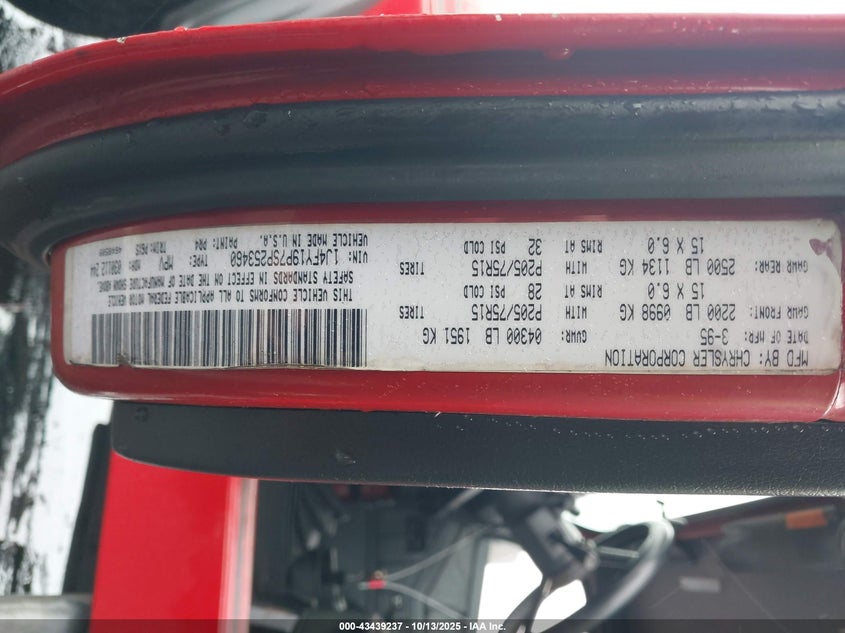 MFD BY: CHRYSLER CORPORATION
DATE OF MFR: 3-95 GVWR: 04300 LB 1951 KG
GAWR FRONT: 2200 LB 0998 KG WITH P205/75R15 TIRES
15 X 6.0 RIMS AT 28 PSI COLD
GAWR REAR: 2500 LB 1134 KG WITH P205/75R15 TIRES
15 X 6.0 RIMS AT 32 PSI COLD
THIS VEHICLE CONFORMS TO ALL APPLICABLE FEDERAL MOTOR VEHICLE
SAFETY STANDARDS IN EFFECT ON THE DATE OF MANUFACTURE SHOWN ABOVE.
VIN: 1J4FY19P7SP253460 TYPE: MPV MDH:
VEHICLE MADE IN U.S.A. PAINT: PR4 TRIM:
000-43439237 - 10/13/2025 - IAA Inc.